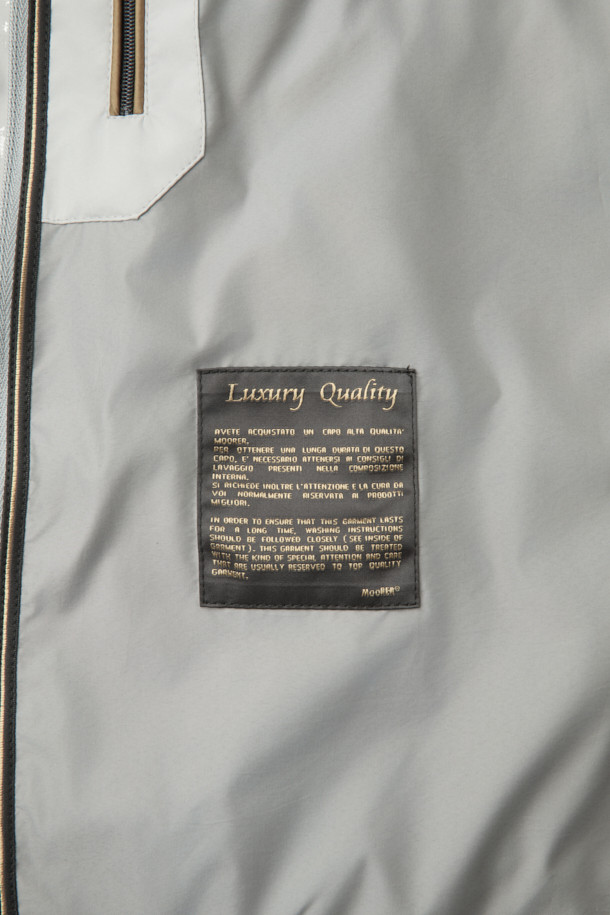 Luxury Quality
AVETE ACQUISTATO UN CAPO ALTA QUALITA'
MOORER.
PER OTTENERE UNA LUNGA DURATA DI QUESTO
CAPO, E' NECESSARIO ATTENERSI AI CONSIGLI DI
LAVAGGIO PRESENTI NELLA COMPOSIZIONE
INTERNA.
SI RICHIEDE INOLTRE L'ATTENZIONE E LA CURA DA
VOI NORMALMENTE RISERVATA AI PRODOTTI
MIGLIORI.
IN ORDER TO ENSURE THAT THIS GARMENT LASTS
FOR A LONG TIME, WASHING INSTRUCTIONS
SHOULD BE FOLLOWED CLOSELY (SEE INSIDE OF
GARMENT). THIS GARMENT SHOULD BE TREATED
WITH THE KIND OF SPECIAL ATTENTION AND CARE
THAT ARE USUALLY RESERVED TO TOP QUALITY
GARMENT.
MOORER®